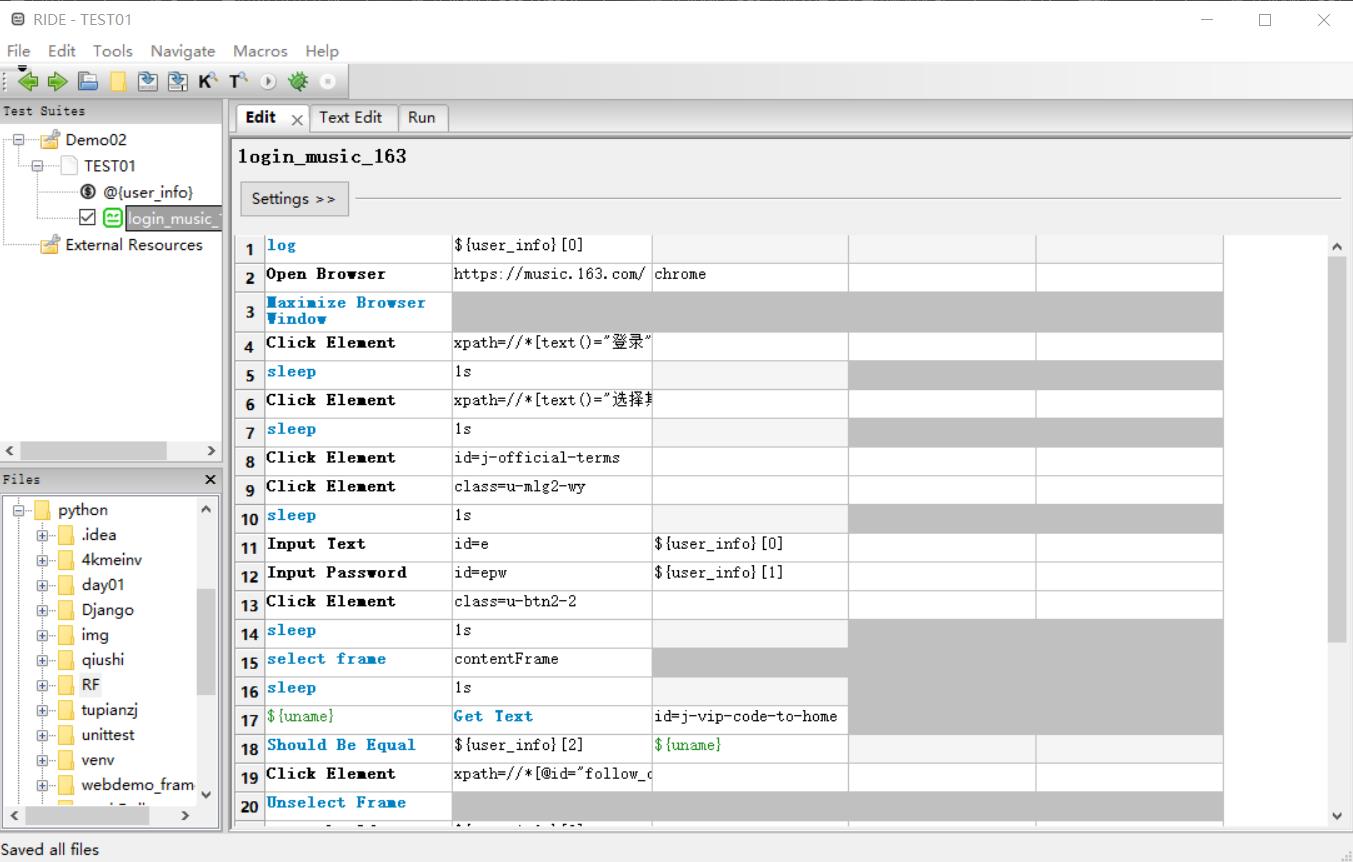 RIDE - TEST01
File Edit Tools Navigate Macros Help
K T
Test Suites
Edit Text Edit Run
Demo02
TEST01
@{user_info}
login_music_
External Resources
login_music_163
Settings >>
1 log ${user_info}[0]
2 Open Browser https://music.163.com/ chrome
3 Maximize Browser
Window
4 Click Element xpath=//*[text()="登录"
5 sleep 1s
6 Click Element xpath=//*[text()="选择
7 sleep 1s
8 Click Element id=j-official-terms
9 Click Element class=u-mlg2-wy
10 sleep 1s
11 Input Text id=e ${user_info}[0]
12 Input Password id=epw ${user_info}[1]
13 Click Element class=u-btn2-2
14 sleep 1s
15 select frame contentFrame
16 sleep 1s
17 ${uname} Get Text id=j-vip-code-to-home
18 Should Be Equal ${user_info}[2] ${uname}
19 Click Element xpath=//*[@id="follow_
20 Unselect Frame
Files
python
.idea
4kmeinv
day01
Django
img
qiushi
RF
tupianzj
unittest
venv
webdemo_fram
Saved all files